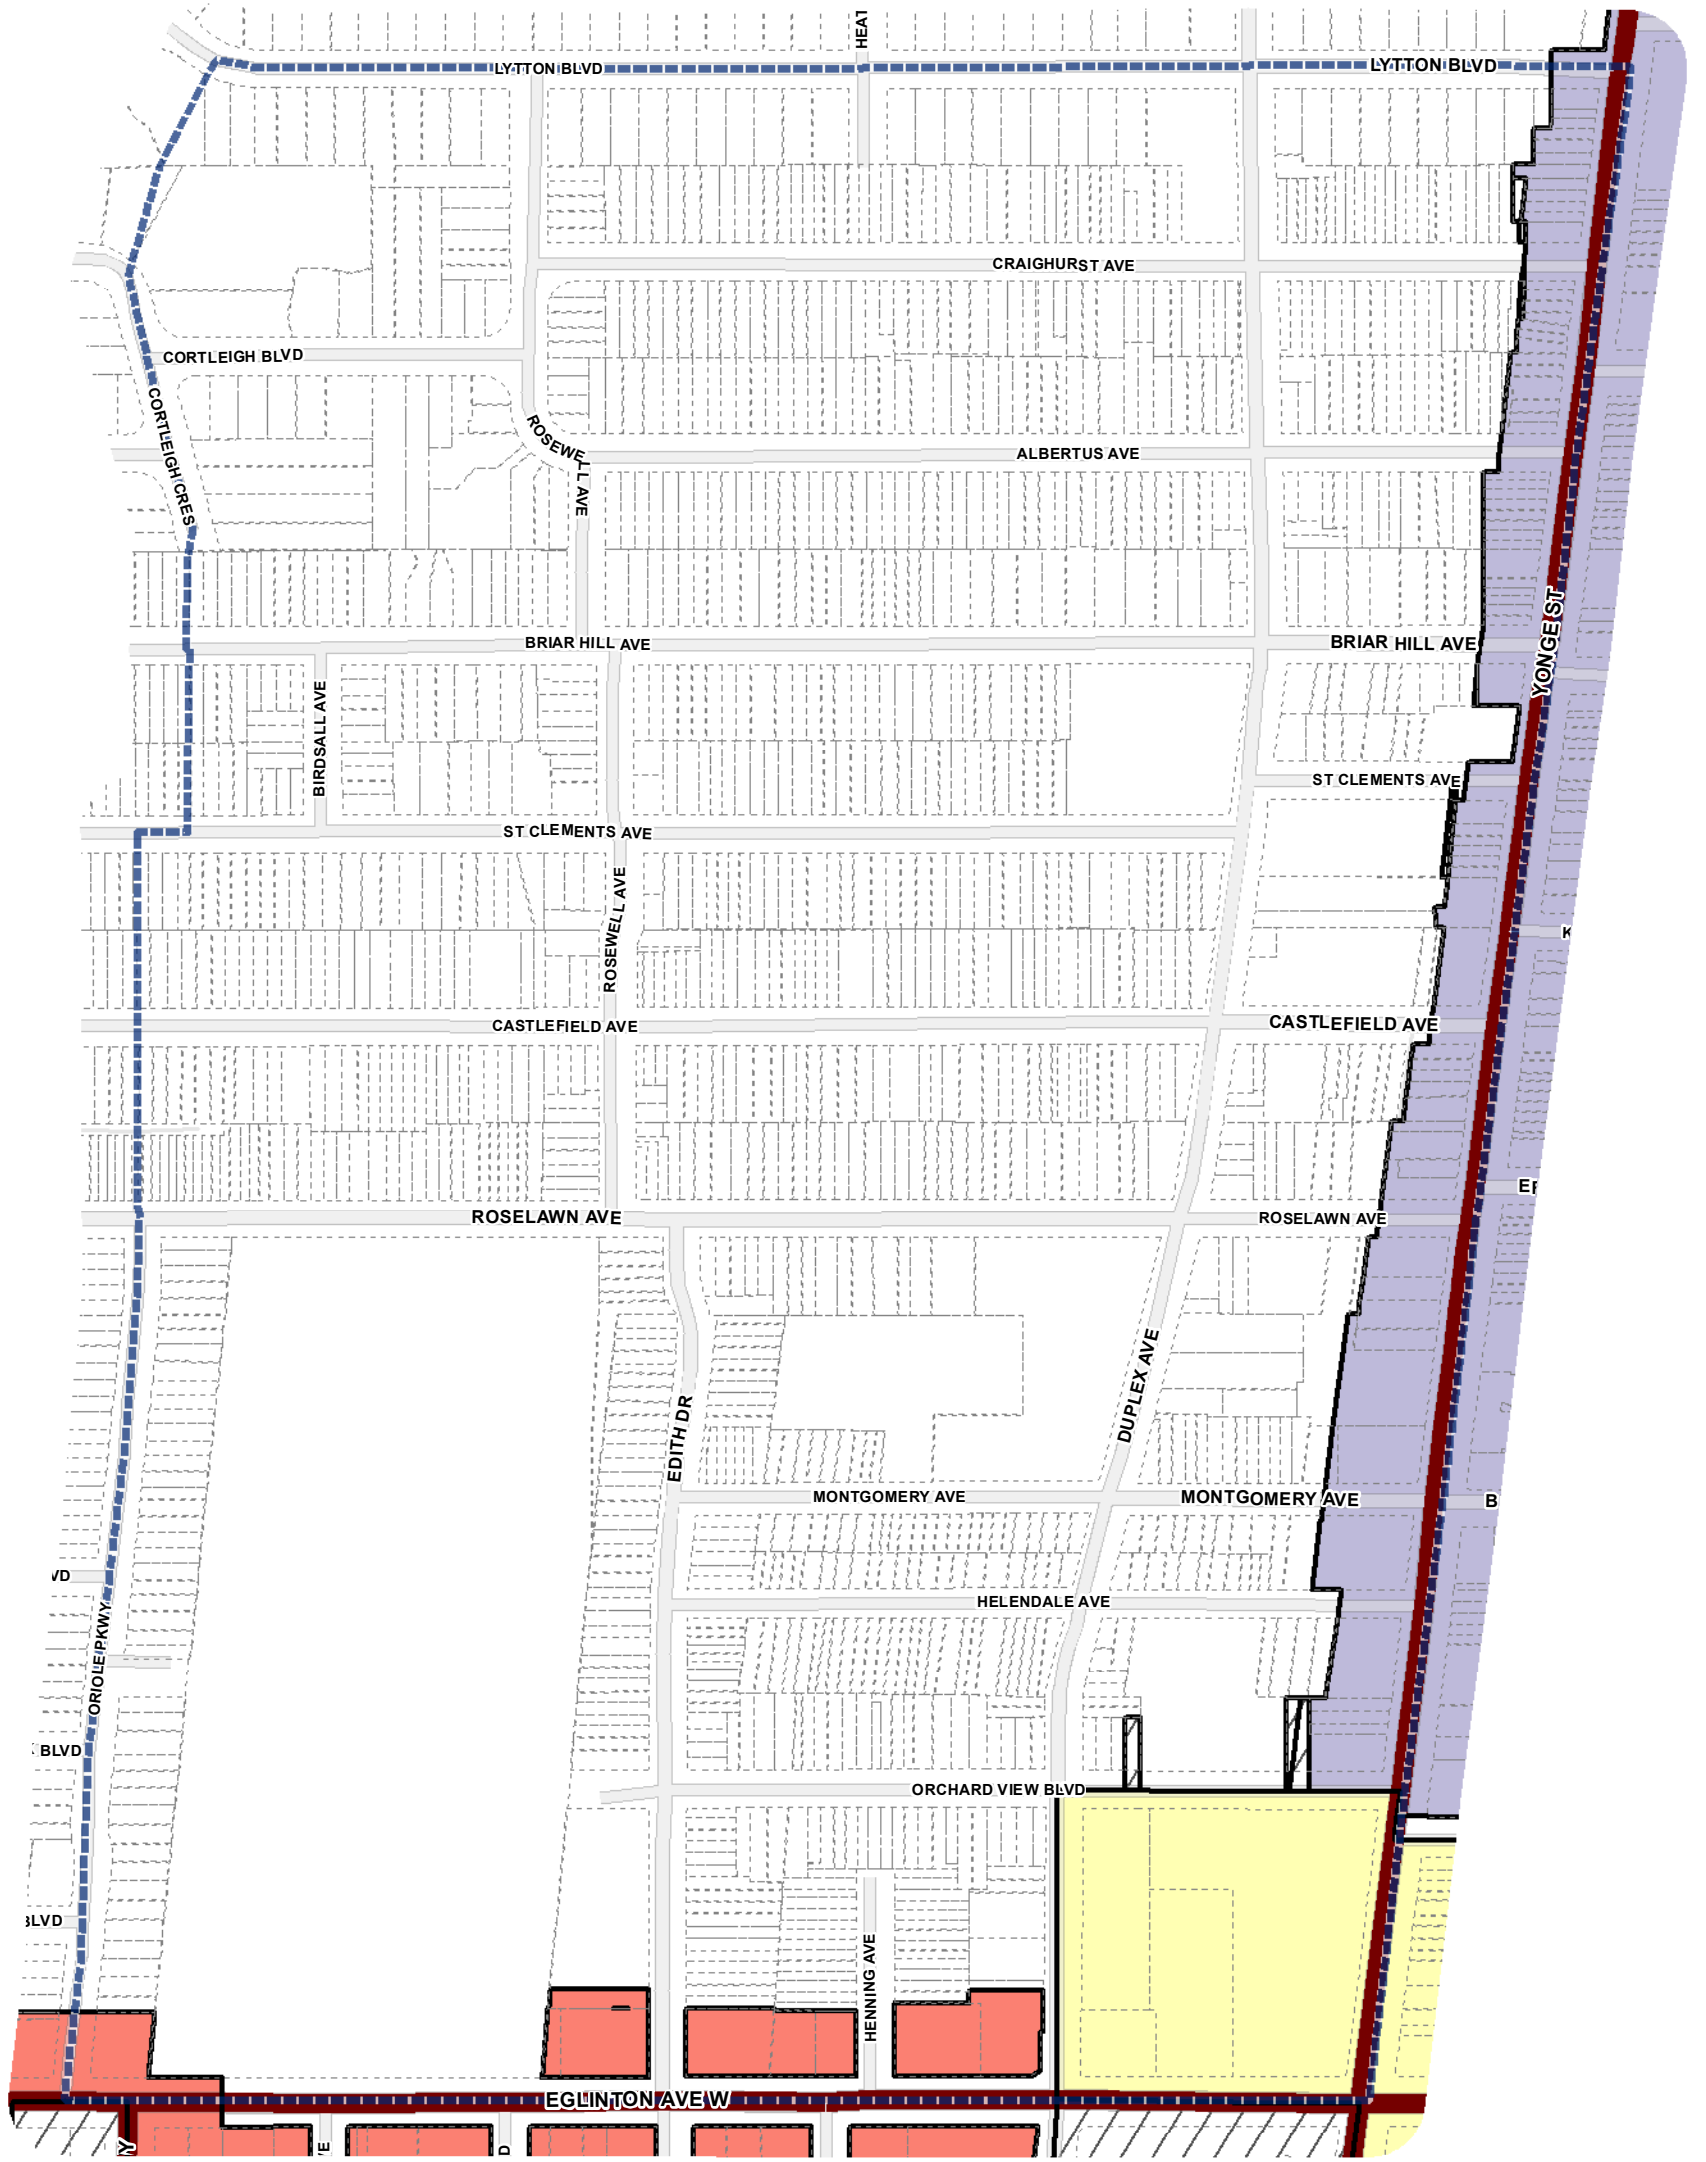 HEAT
LYTTON BLVD
LYTTON BLVD
CRAIGHURST AVE
CORTLEIGH BLVD
CORTLEIGH CRES
ROSEWELL AVE
ALBERTUS AVE
YONGE ST
BRIAR HILL AVE
BRIAR HILL AVE
BIRDSALL AVE
ST CLEMENTS AVE
ST CLEMENTS AVE
ROSEWELL AVE
K
CASTLEFIELD AVE
CASTLEFIELD AVE
ROSELAWN AVE
ROSELAWN AVE
DUPLEX AVE
EDITH DR
MONTGOMERY AVE
MONTGOMERY AVE
B
VD
HELENDALE AVE
ORIOLE PKWY
BLVD
ORCHARD VIEW BLVD
BLVD
HENNING AVE
EGLINTON AVE W
Y
VE
D